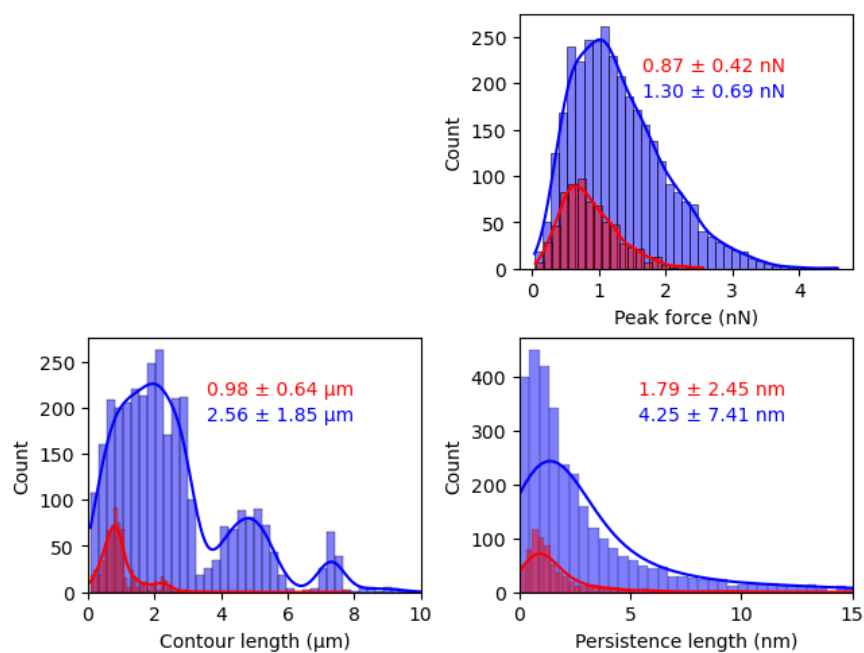 250
200
150
100
50
0
Count
0.87 ± 0.42 nN
1.30 ± 0.69 nN
0 1 2 3 4
Peak force (nN)
250
200
150
100
50
0
Count
0.98 ± 0.64 µm
2.56 ± 1.85 µm
0 2 4 6 8 10
Contour length (µm)
400
300
200
100
0
Count
1.79 ± 2.45 nm
4.25 ± 7.41 nm
0 5 10 15
Persistence length (nm)